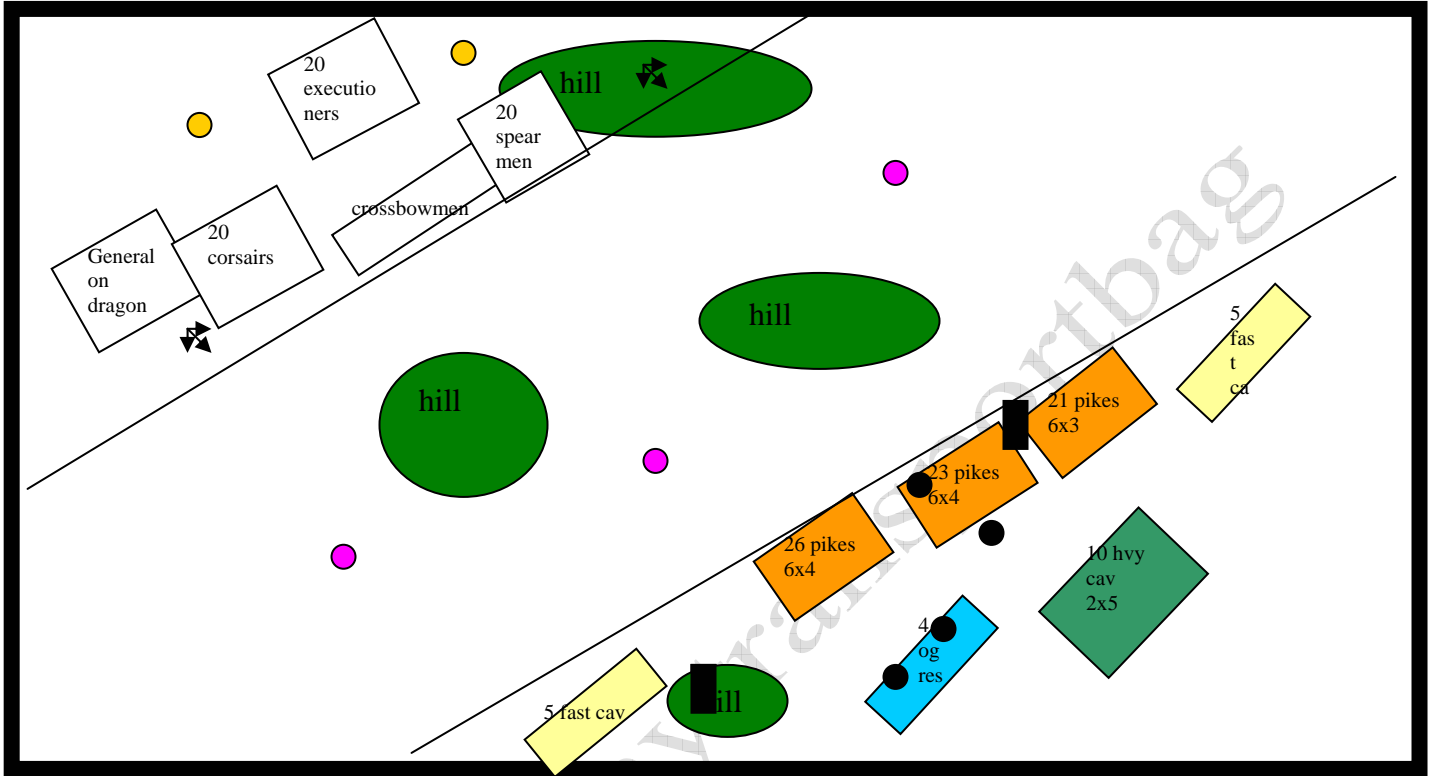 20
executio
ners
hill
20
spear
men
crossbowmen
20
corsairs
General
on
dragon
hill
hill
5
fas
t
ca
21 pikes
6x3
23 pikes
6x4
26 pikes
6x4
10 hvy
cav
2x5
4
og
res
5 fast cav
ill